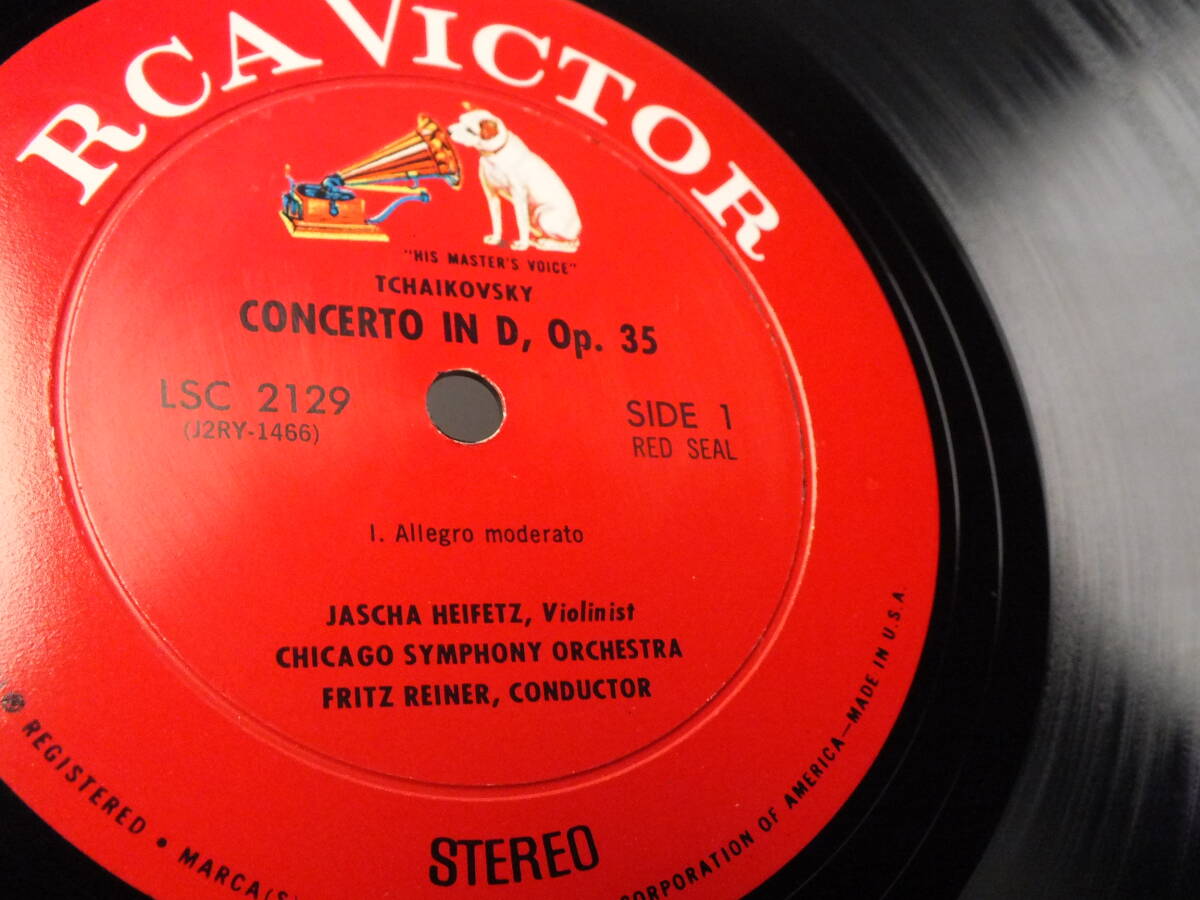 RCA VICTOR
"HIS MASTER'S VOICE"
TCHAIKOVSKY
CONCERTO IN D, Op. 35
LSC 2129
(J2RY-1466)
SIDE 1
RED SEAL
I. Allegro moderato
JASCHA HEIFETZ, Violinist
CHICAGO SYMPHONY ORCHESTRA
FRITZ REINER, CONDUCTOR
STEREO
® REGISTERED • MARCA(S) CORPORATION OF AMERICA—MADE IN U.S.A.